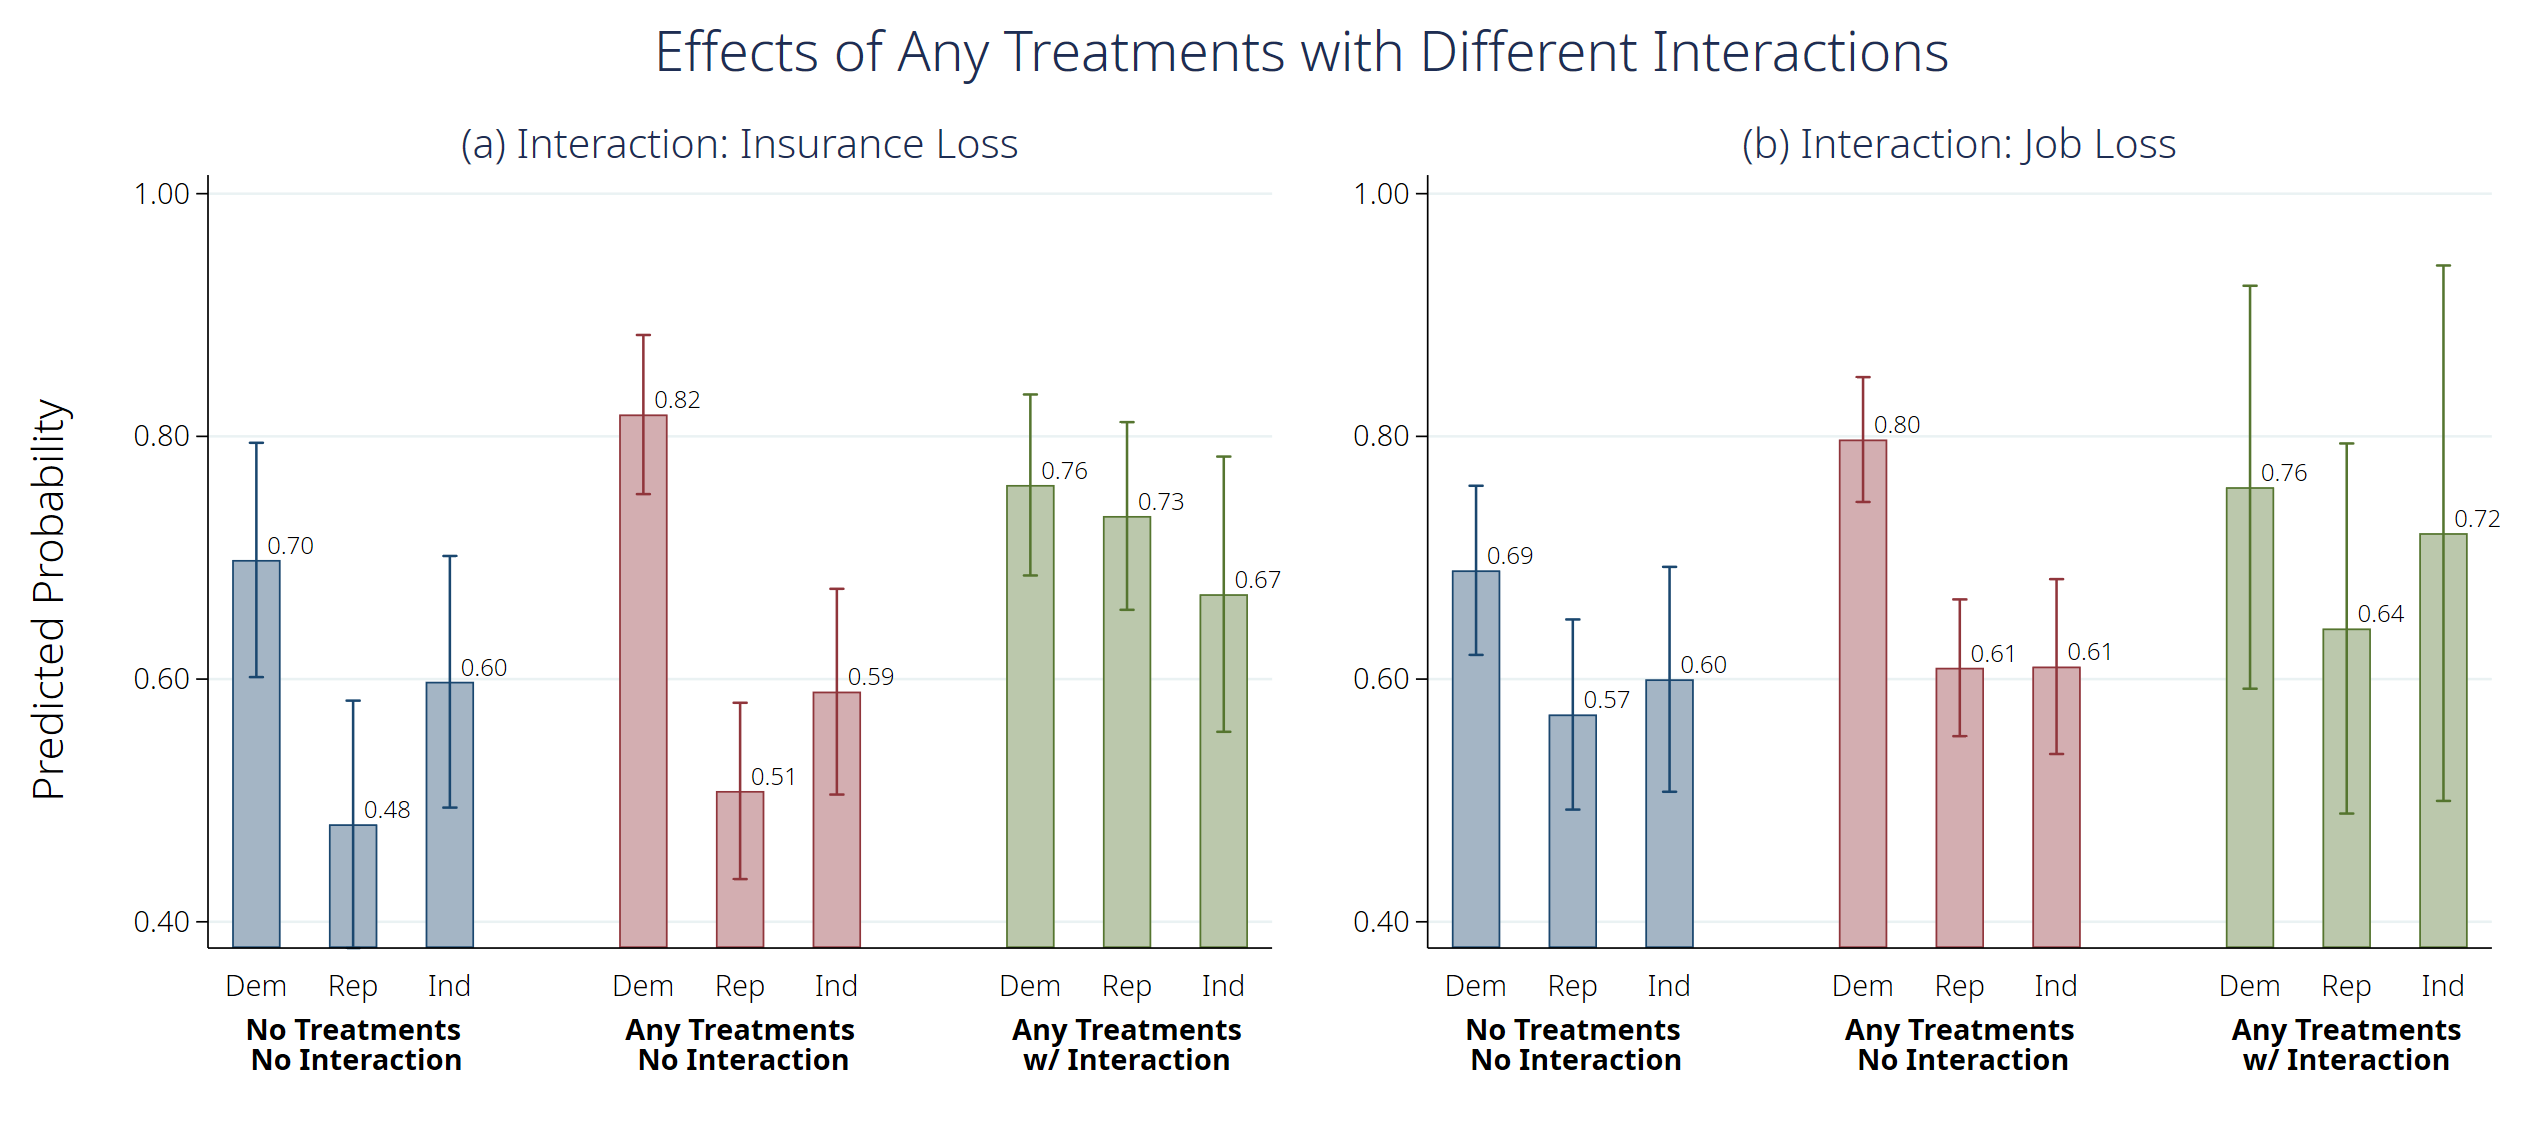 Effects of Any Treatments with Different Interactions
(a) Interaction: Insurance Loss
(b) Interaction: Job Loss
Predicted Probability
1.00
0.80
0.60
0.40
0.70
0.48
0.60
0.82
0.51
0.59
0.76
0.73
0.67
Dem Rep Ind Dem Rep Ind Dem Rep Ind
No Treatments Any Treatments Any Treatments
No Interaction No Interaction w/ Interaction
1.00
0.80
0.60
0.40
0.69
0.57
0.60
0.80
0.61
0.61
0.76
0.64
0.72
Dem Rep Ind Dem Rep Ind Dem Rep Ind
No Treatments Any Treatments Any Treatments
No Interaction No Interaction w/ Interaction